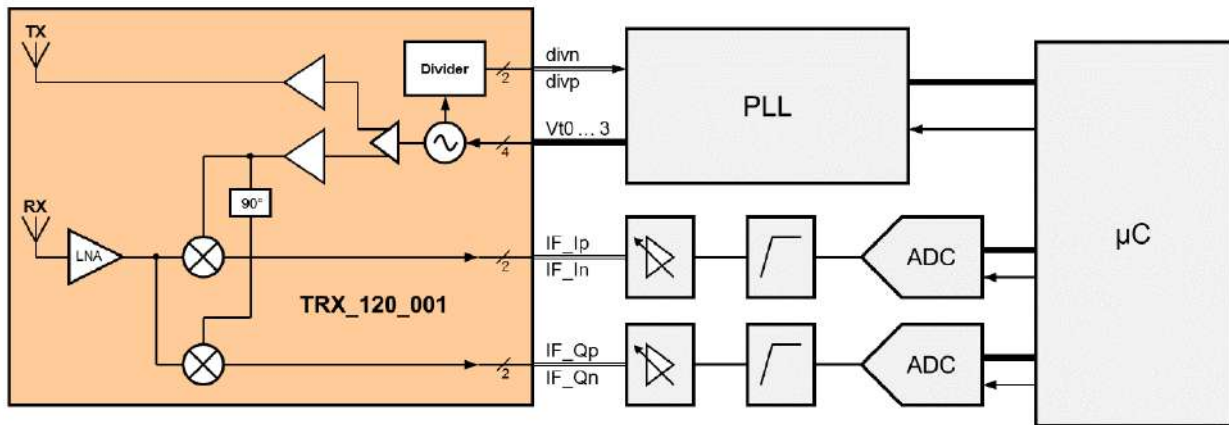 TX
Divider
2
divn
divp
PLL
Vt0 ... 3
4
90°
RX
LNA
IF_Ip
2
IF_In
ADC
µC
TRX_120_001
IF_Qp
2
IF_Qn
ADC